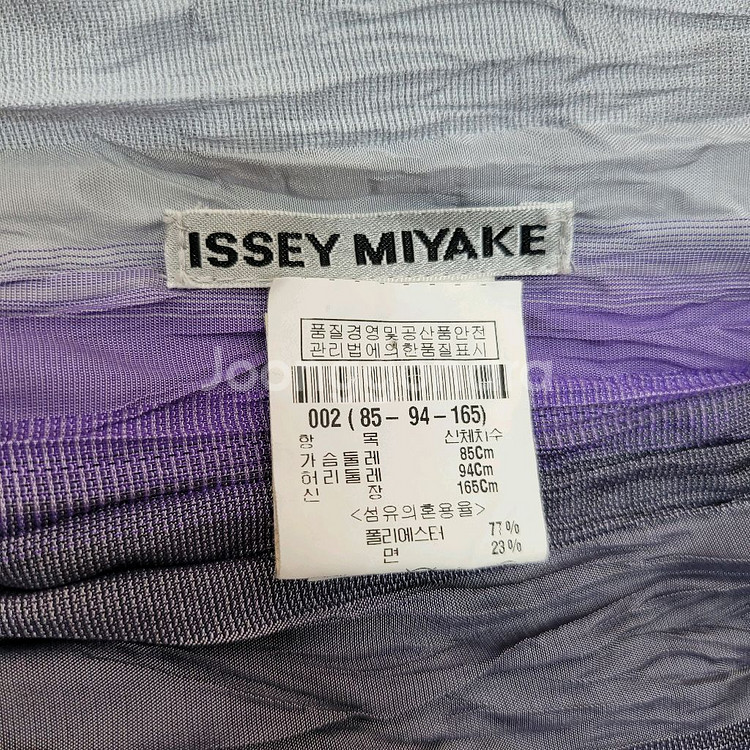 ISSEY MIYAKE
품질경영및공산품안전
관리법에의한품질표시
002 ( 85 - 94 - 165)
항 목 신체치수
가슴둘레 85Cm
허리둘레 94Cm
신 장 165Cm
<섬유의혼용율>
폴리에스터 77%
면 23%